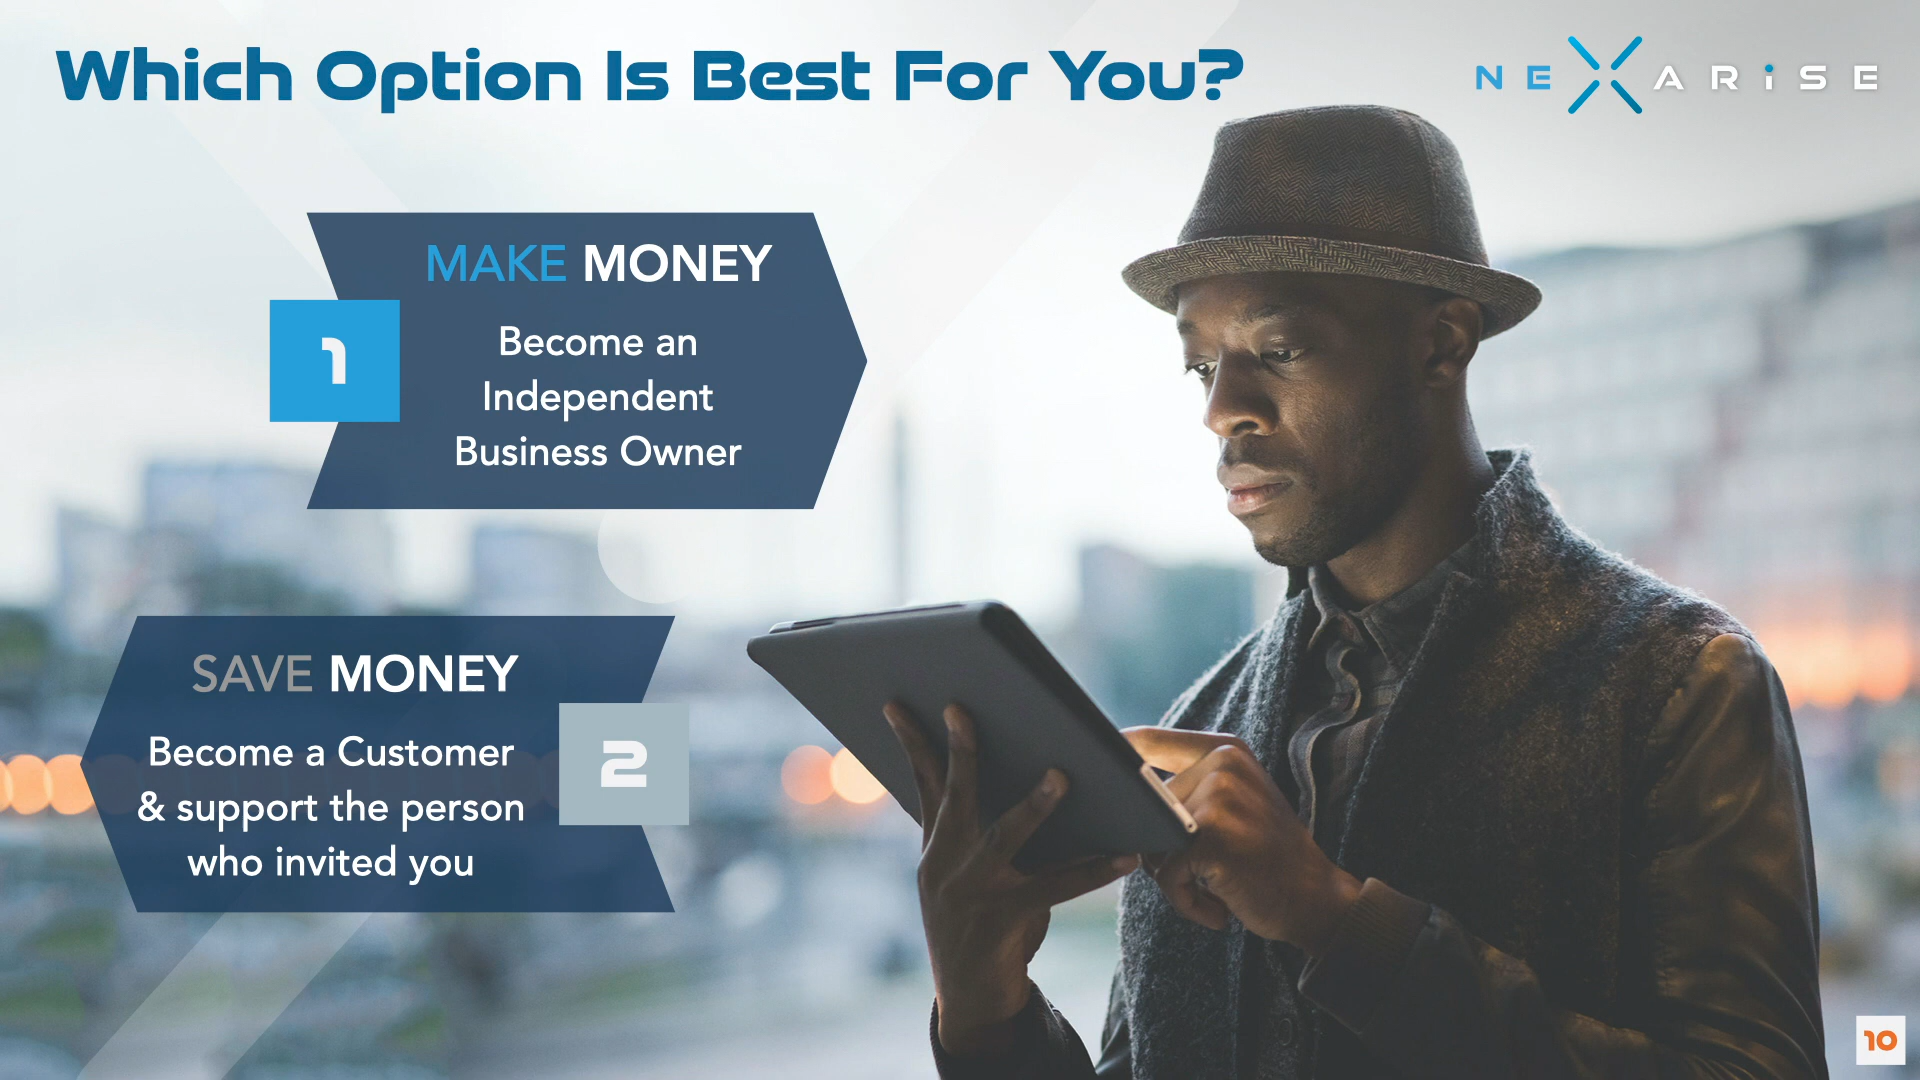 Which Option Is Best For You?
NEXARiSE
MAKE MONEY
1
Become an
Independent
Business Owner
SAVE MONEY
Become a Customer
& support the person
who invited you
2
10